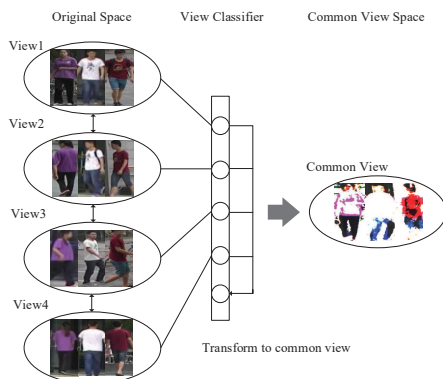 Original Space View Classifier Common View Space
View1
View2
Common View
View3
View4
Transform to common view